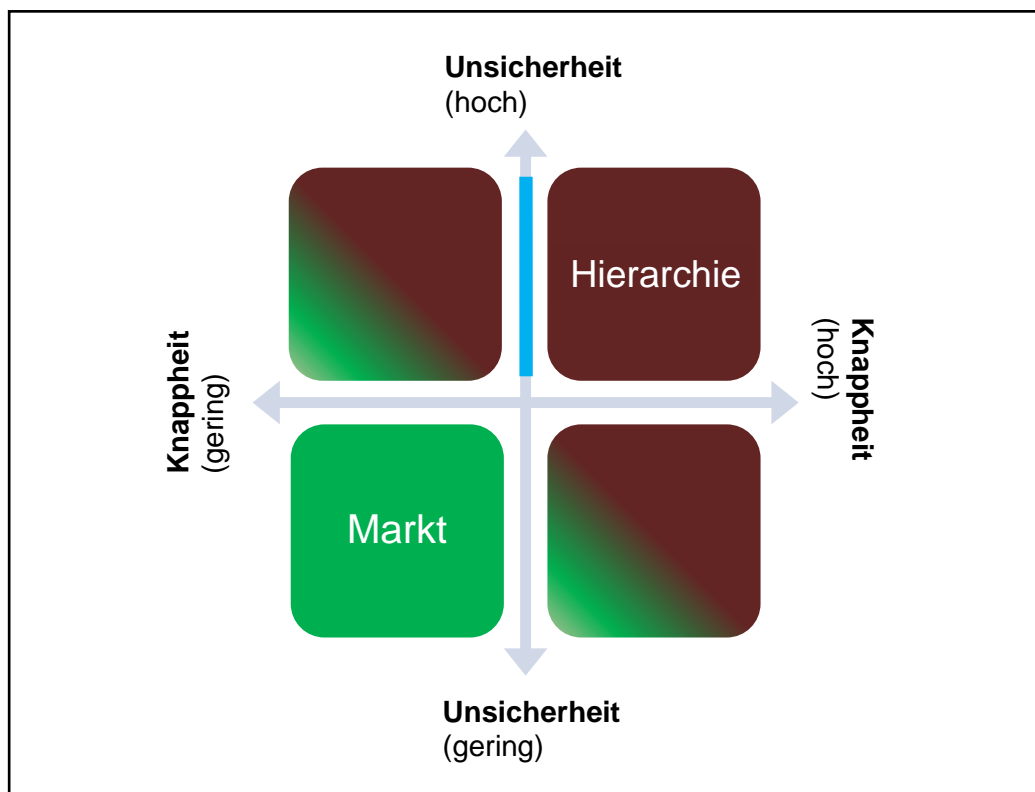 Unsicherheit
(hoch)
Hierarchie
Knappheit
(gering)
Knappheit
(hoch)
Markt
Unsicherheit
(gering)